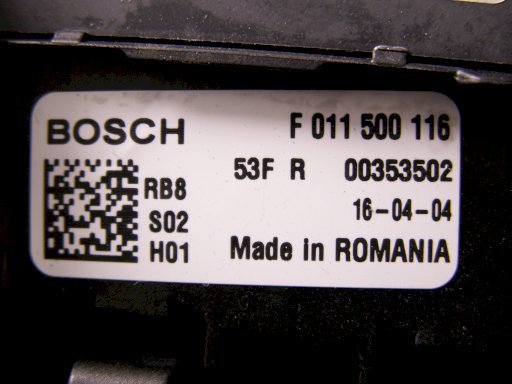 BOSCH F 011 500 116
53F R 00353502
RB8
16-04-04
S02
H01 Made in ROMANIA